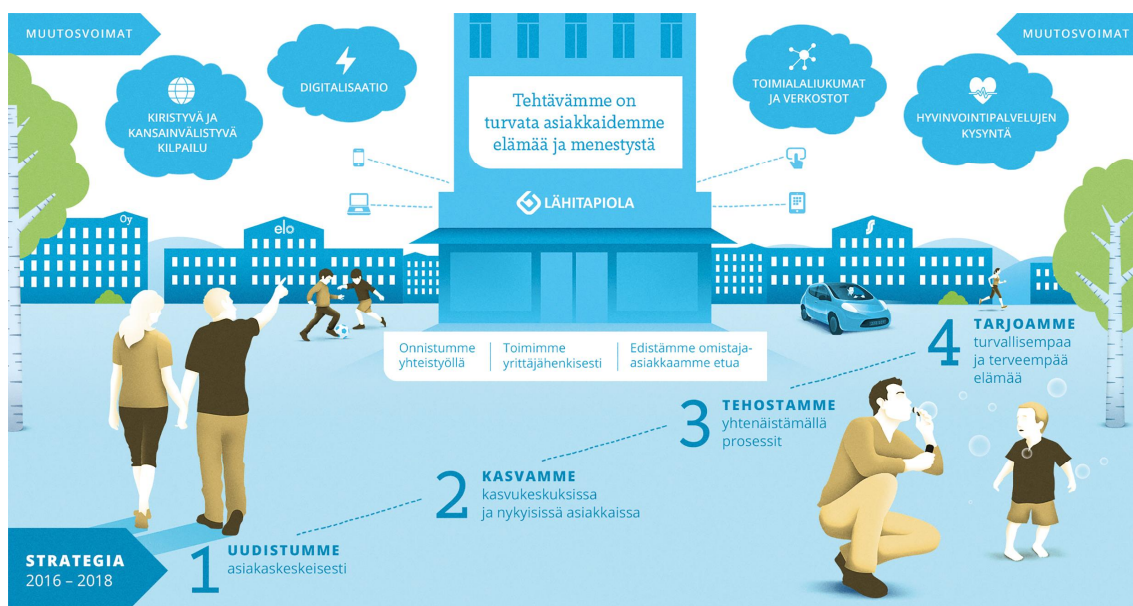 MUUTOSVOIMAT
MUUTOSVOIMAT
KIRISTYVÄ JA
KANSAINVÄLISTYVÄ
KILPAILU
DIGITALISAATIO
Tehtävämme on
turvata asiakkaidemme
elämää ja menestystä
TOIMIALALIUKUMAT
JA VERKOSTOT
HYVINVOINTIPALVELUJEN
KYSYNTÄ
LÄHITAPIOLA
Oy
elo
Onnistumme
yhteistyöllä
Toimimme
yrittäjähenkisesti
Edistämme omistaja-
asiakkaamme etua
STRATEGIA
2016 – 2018
1 UUDISTUMME
asiakaskeskeisesti
2 KASVAMME
kasvukeskuksissa
ja nykyisissä asiakkaissa
3 TEHOSTAMME
yhtenäistämällä
prosessit
4 TARJOAMME
turvallisempaa
ja terveempää
elämää